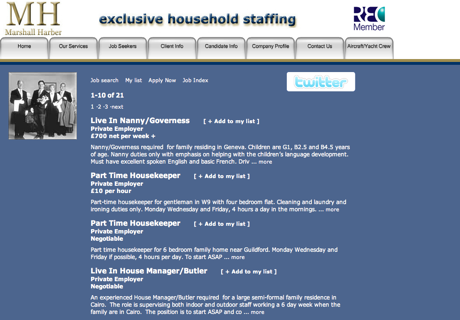 MH
Marshall Harber
exclusive household staffing
REC
Member
Home
Our Services
Job Seekers
Client Info
Candidate Info
Company Profile
Contact Us
Aircraft/Yacht Crew
Job search My list Apply Now Job Index
twitter
1-10 of 21
1 -2 -3 -next
Live In Nanny/Governess [ + Add to my list ]
Private Employer
£700 net per week +
Nanny/Governess required for family residing in Geneva. Children are G1, B2.5 and B4.5 years
of age. Nanny duties only with emphasis on helping with the children's language development.
Must have excellent spoken English and basic French. Driv ... more
Part Time Housekeeper [ + Add to my list ]
Private Employer
£10 per hour
Part-time housekeeper for gentleman in W9 with four bedroom flat. Cleaning and laundry and
ironing duties only. Monday Wednesday and Friday, 4 hours a day in the mornings. ... more
Part Time Housekeeper [ + Add to my list ]
Private Employer
Negotiable
Part time housekeeper for 6 bedroom family home near Guildford. Monday Wednesday and
Friday if possible, 4 hours per day. To start ASAP ... more
Live In House Manager/Butler [ + Add to my list ]
Private Employer
Negotiable
An experienced House Manager/Butler required for a large semi-formal family residence in
Cairo. The role is supervising both indoor and outdoor staff working a 6 day week when the
family are in Cairo. The position is to start ASAP and co ... more